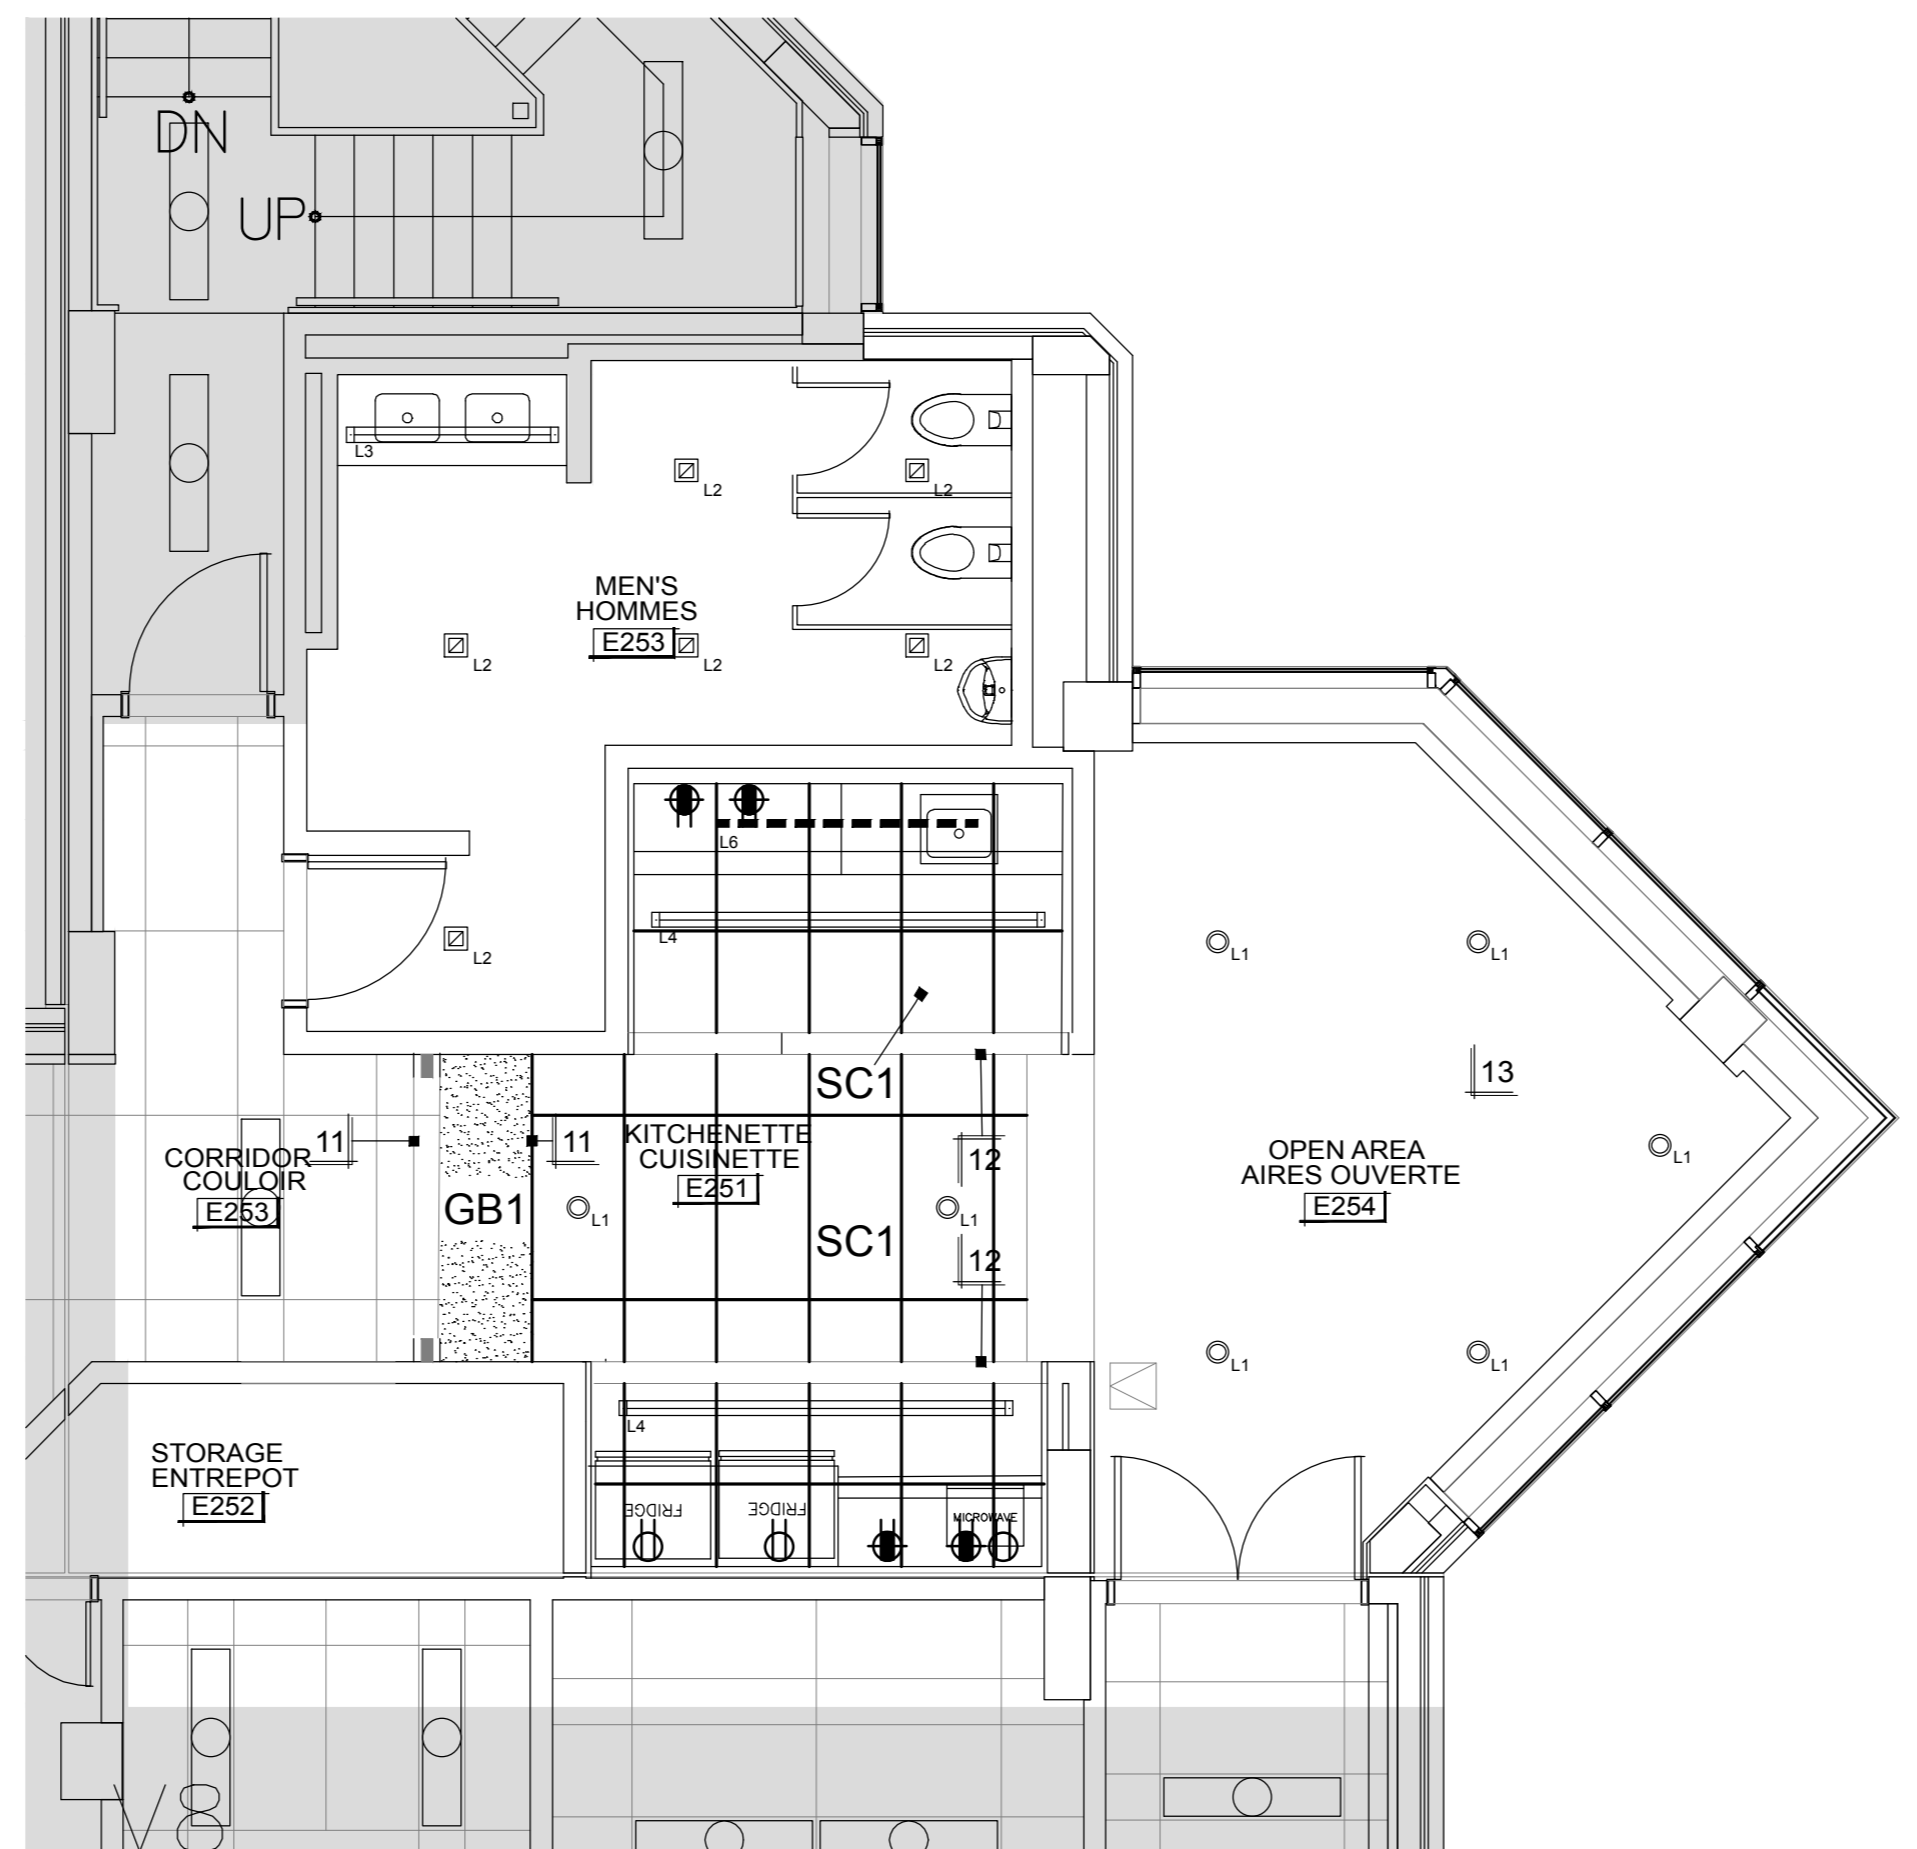 DN
UP
L3
L2
L2
MEN'S
HOMMES
E253
L2
L2
L2
L6
L4
L2
L1
L1
SC1
13
11
11
KITCHENETTE
CUISINETTE
E251
12
CORRIDOR
COULOIR
E253
OPEN AREA
AIRES OUVERTE
E254
L1
GB1
L1
L1
SC1
12
L1
L1
L4
STORAGE
ENTREPOT
E252
FRIDGE
FRIDGE
MICROWAVE
V8